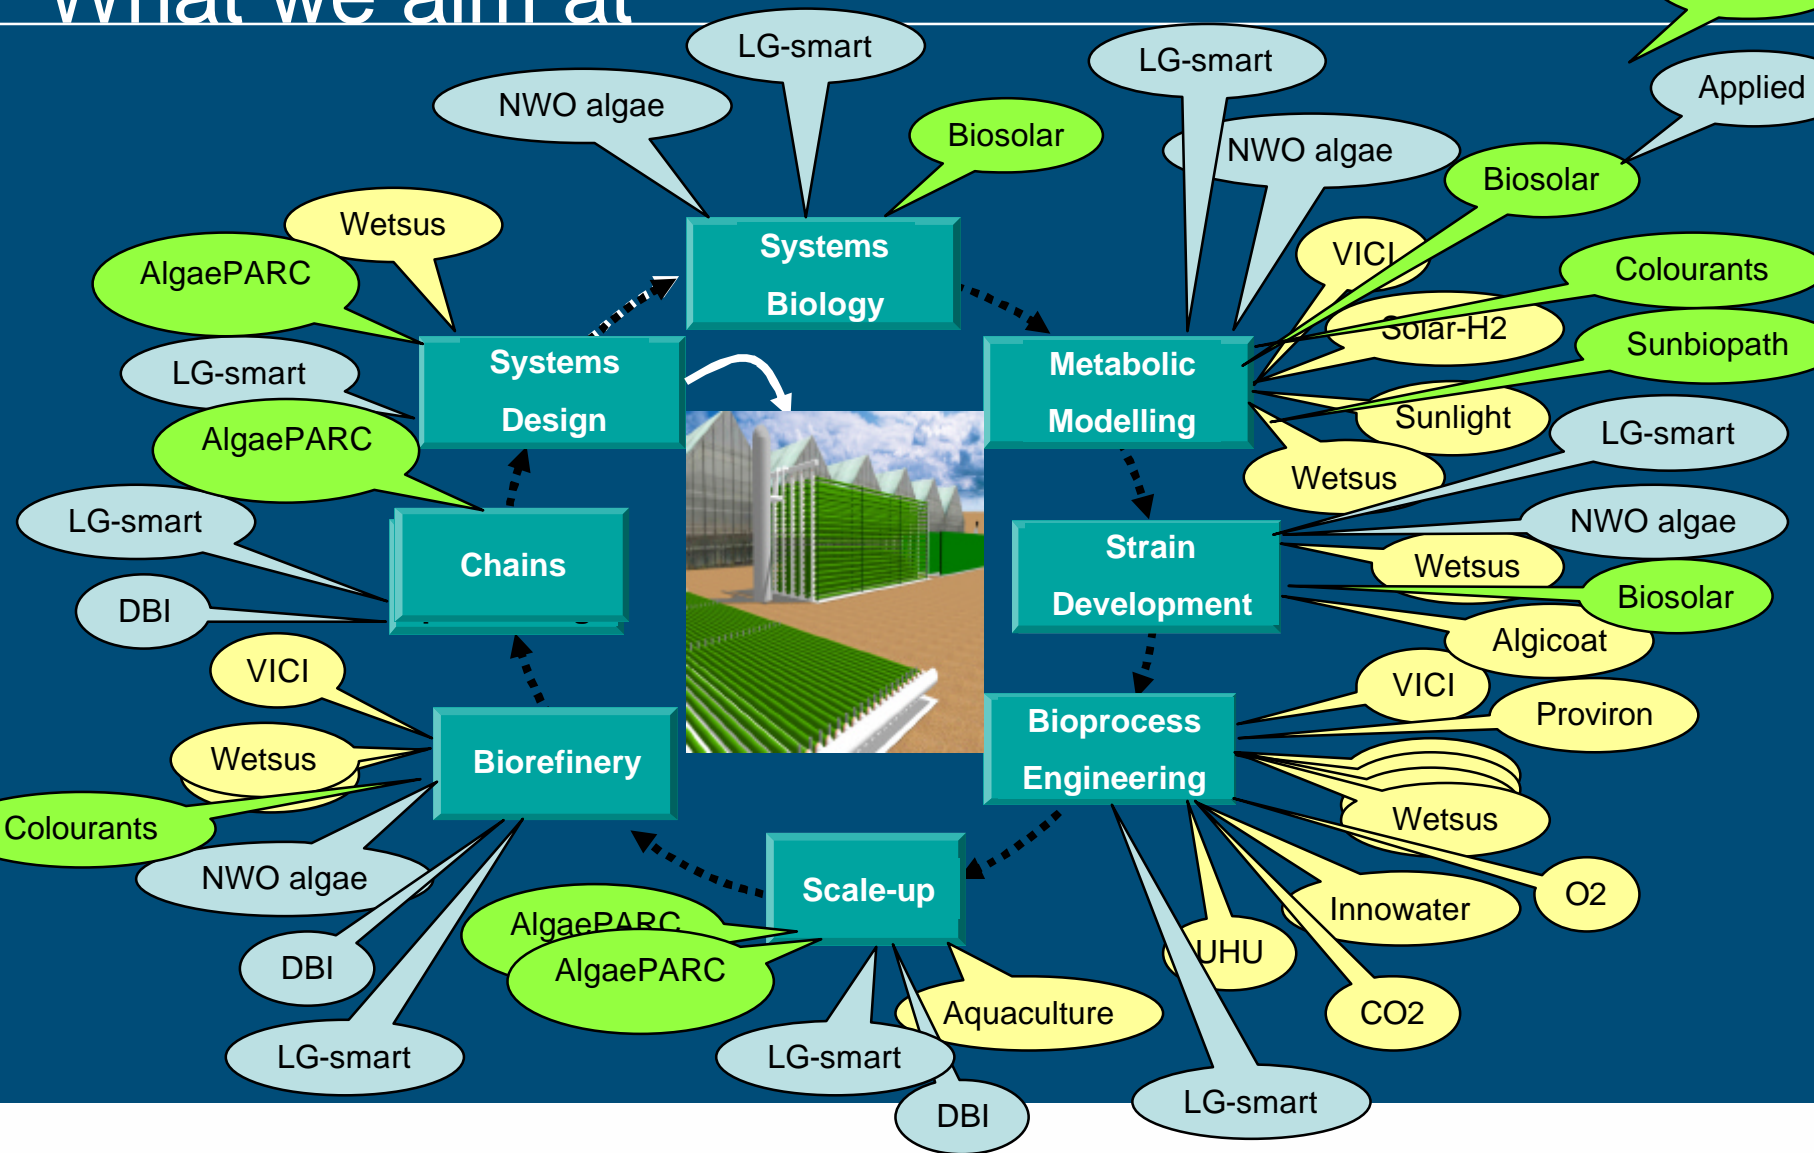 What we aim at
LG-smart
LG-smart
Applied
NWO algae
Biosolar
NWO algae
Biosolar
Wetsus
Systems
Biology
VICI
Colourants
AlgaePARC
Solar-H2
Sunbiopath
LG-smart
Systems
Design
Metabolic
Modelling
Sunlight
LG-smart
AlgaePARC
Wetsus
LG-smart
NWO algae
Chains
Strain
Development
Wetsus
Biosolar
DBI
Algicoat
VICI
VICI
Proviron
Bioprocess
Engineering
Wetsus
Biorefinery
Wetsus
Colourants
NWO algae
Scale-up
O2
AlgaePARC
Innowater
UHU
DBI
AlgaePARC
Aquaculture
CO2
LG-smart
LG-smart
LG-smart
DBI